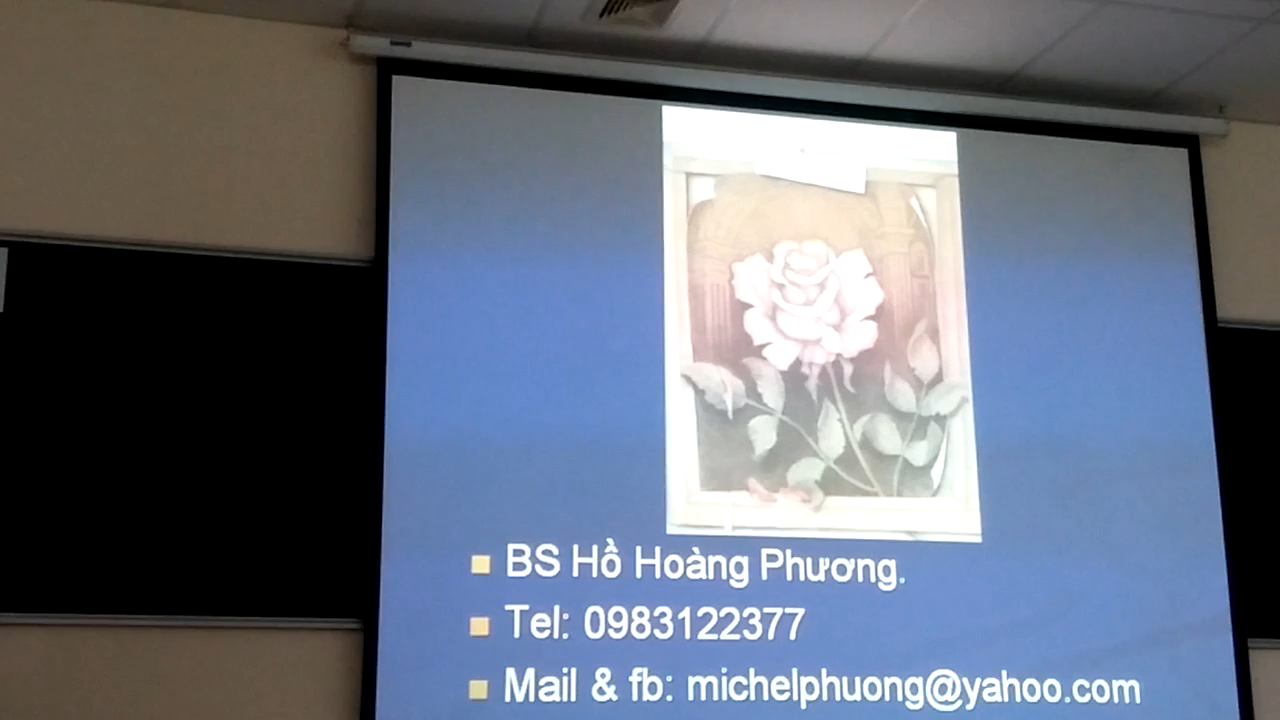 BS Hồ Hoàng Phương.
Tel: 0983122377
Mail & fb: michelphuong@yahoo.com